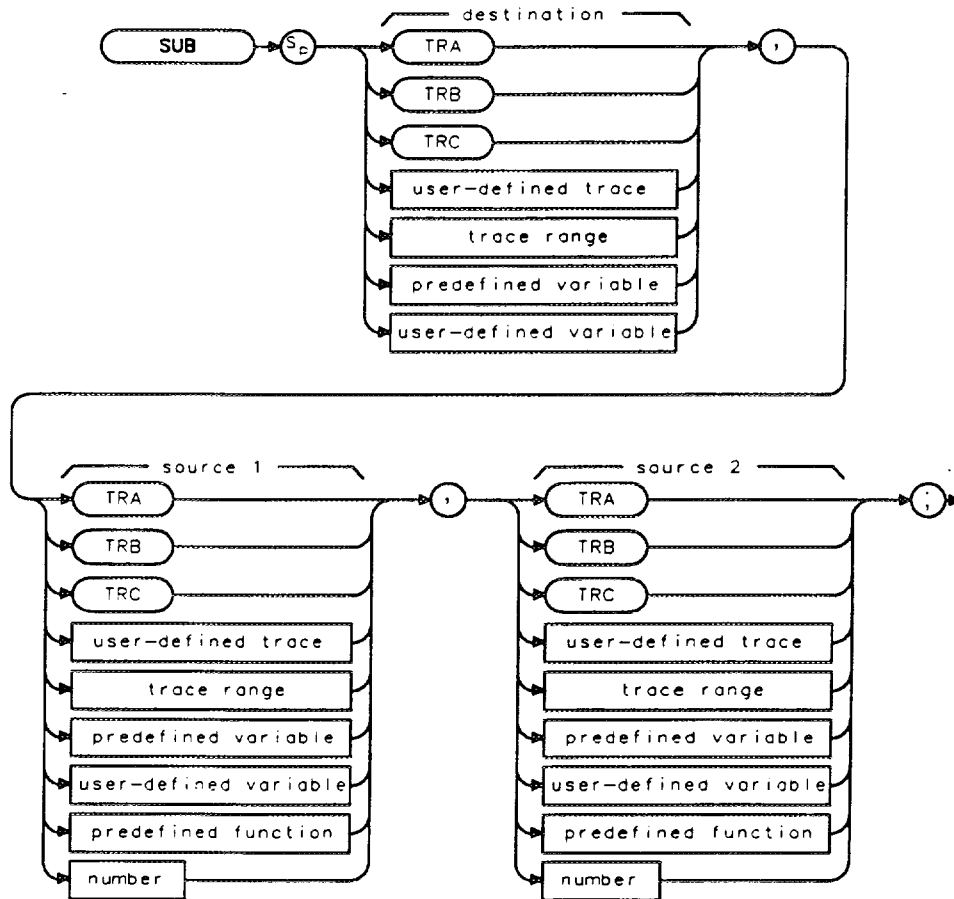 destination
SUB Sp TRA ,
TRB
TRC
user-defined trace
trace range
predefined variable
user-defined variable
source 1 source 2
TRA , TRA ;
TRB TRB
TRC TRC
user-defined trace user-defined trace
trace range trace range
predefined variable predefined variable
user-defined variable user-defined variable
predefined function predefined function
number number